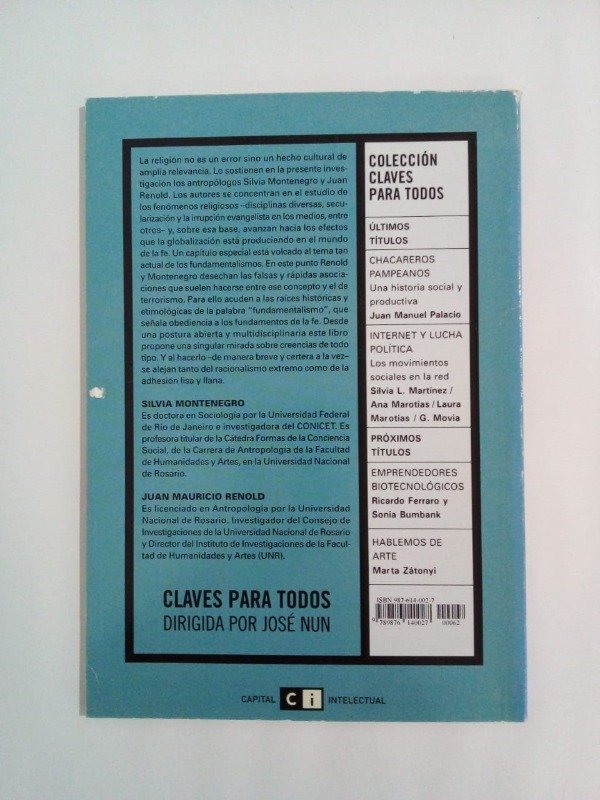 La religión no es un error sino un hecho cultural de
amplia relevancia. Lo sostienen en la presente inves-
tigación los antropólogos Silvia Montenegro y Juan
Renold. Los autores se concentran en el estudio de
los fenómenos religiosos –disciplinas diversas, secu-
larización y la irrupción evangelista en los medios, entre
otros– y, sobre esa base, avanzan hacia los efectos
que la globalización está produciendo en el mundo
de la fe. Un capítulo especial está volcado al tema tan
actual de los fundamentalismos. En este punto Renold
y Montenegro desechan las falsas y rápidas asocia-
ciones que suelen hacerse entre ese concepto y el de
terrorismo. Para ello acuden a las raíces históricas y
etimológicas de la palabra "fundamentalismo", que
señala obediencia a los fundamentos de la fe. Desde
una postura abierta y multidisciplinaria este libro
propone una singular mirada sobre creencias de todo
tipo. Y al hacerlo –de manera breve y certera a la vez–
se alejan tanto del racionalismo extremo como de la
adhesión lisa y llana.
SILVIA MONTENEGRO
Es doctora en Sociología por la Universidad Federal
de Río de Janeiro e investigadora del CONICET. Es
profesora titular de la Cátedra Formas de la Conciencia
Social, de la Carrera de Antropología de la Facultad
de Humanidades y Artes, en la Universidad Nacional
de Rosario.
JUAN MAURICIO RENOLD
Es licenciado en Antropología por la Universidad
Nacional de Rosario. Investigador del Consejo de
Investigaciones de la Universidad Nacional de Rosario
y Director del Instituto de Investigaciones de la Facul-
tad de Humanidades y Artes (UNR).
CLAVES PARA TODOS
DIRIGIDA POR JOSÉ NUN
COLECCIÓN
CLAVES
PARA TODOS
ÚLTIMOS
TÍTULOS
CHACAREROS
PAMPEANOS
Una historia social y
productiva
Juan Manuel Palacio
INTERNET Y LUCHA
POLÍTICA
Los movimientos
sociales en la red
Silvia L. Martínez /
Ana Marotias / Laura
Marotias / G. Movia
PRÓXIMOS
TÍTULOS
EMPRENDEDORES
BIOTECNOLÓGICOS
Ricardo Ferraro y
Sonia Bumbank
HABLEMOS DE
ARTE
Marta Zátonyi
ISBN 987-614-002-7
9 789876 140027 00062
CAPITAL Ci INTELECTUAL